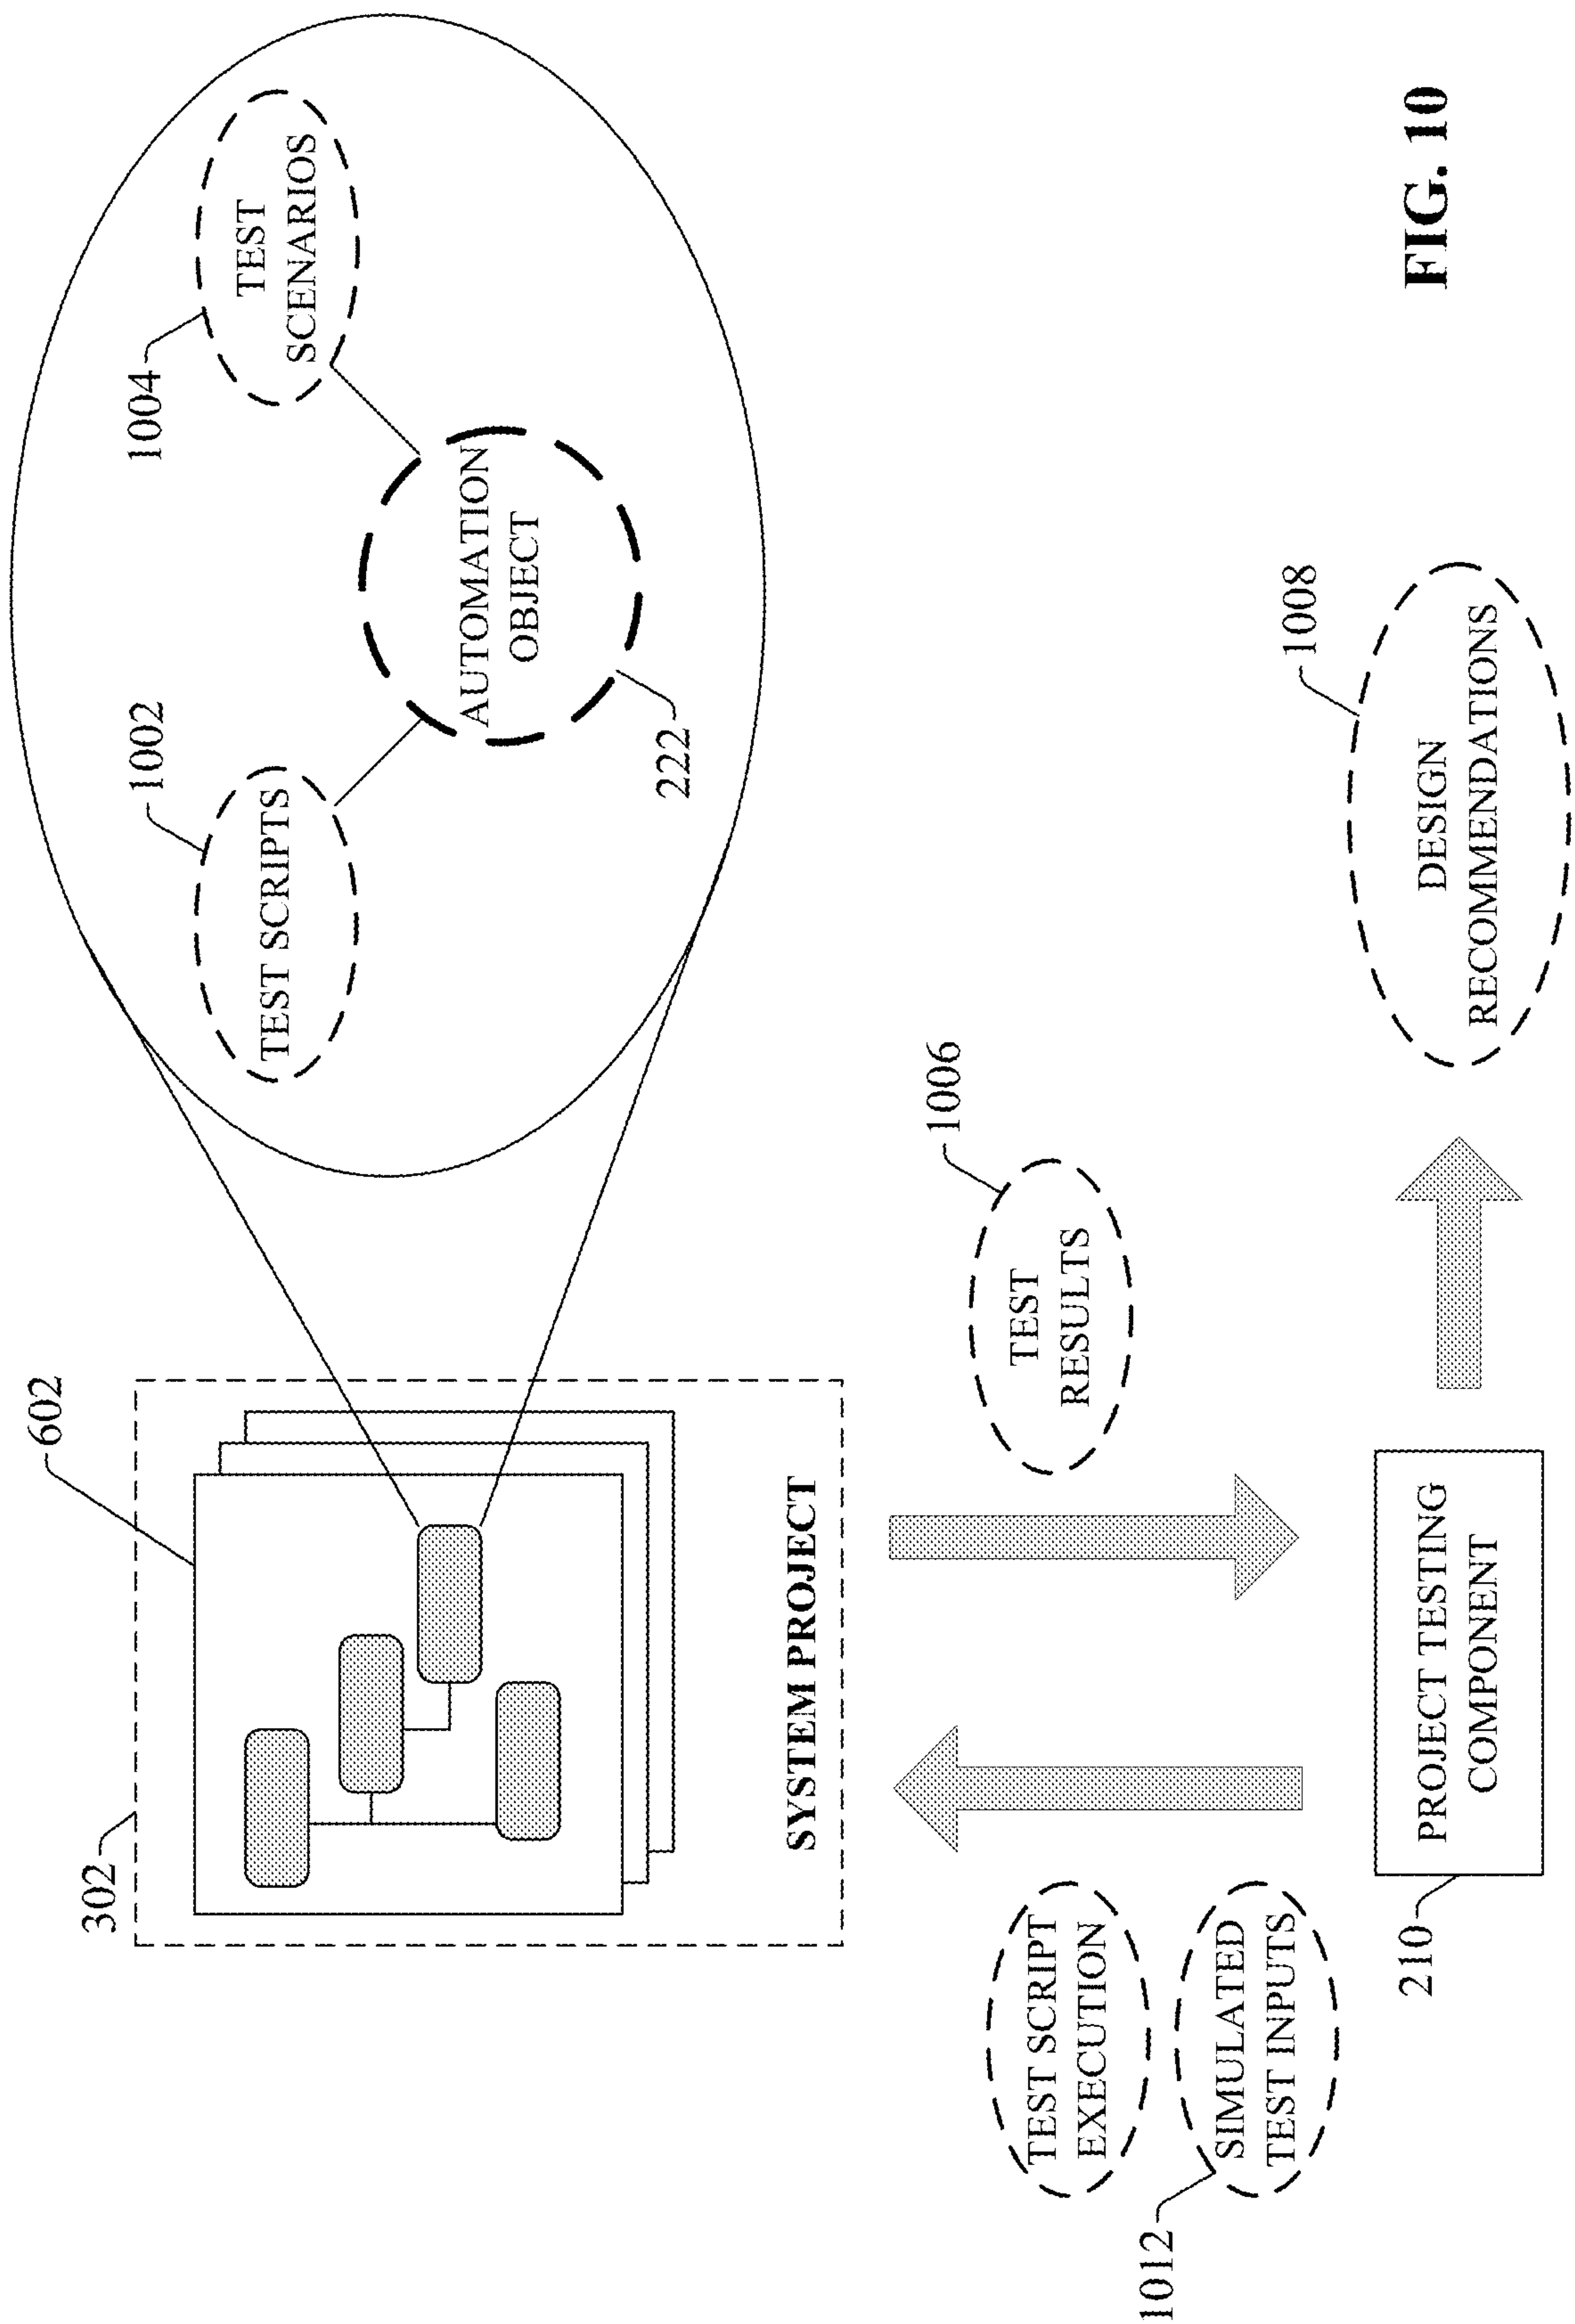 302
602
SYSTEM PROJECT
1002
TEST SCRIPTS
1004
TEST
SCENARIOS
AUTOMATION
OBJECT
222
TEST SCRIPT
EXECUTION
SIMULATED
TEST INPUTS
1012
1006
TEST
RESULTS
210
PROJECT TESTING
COMPONENT
1008
DESIGN
RECOMMENDATIONS
FIG. 10